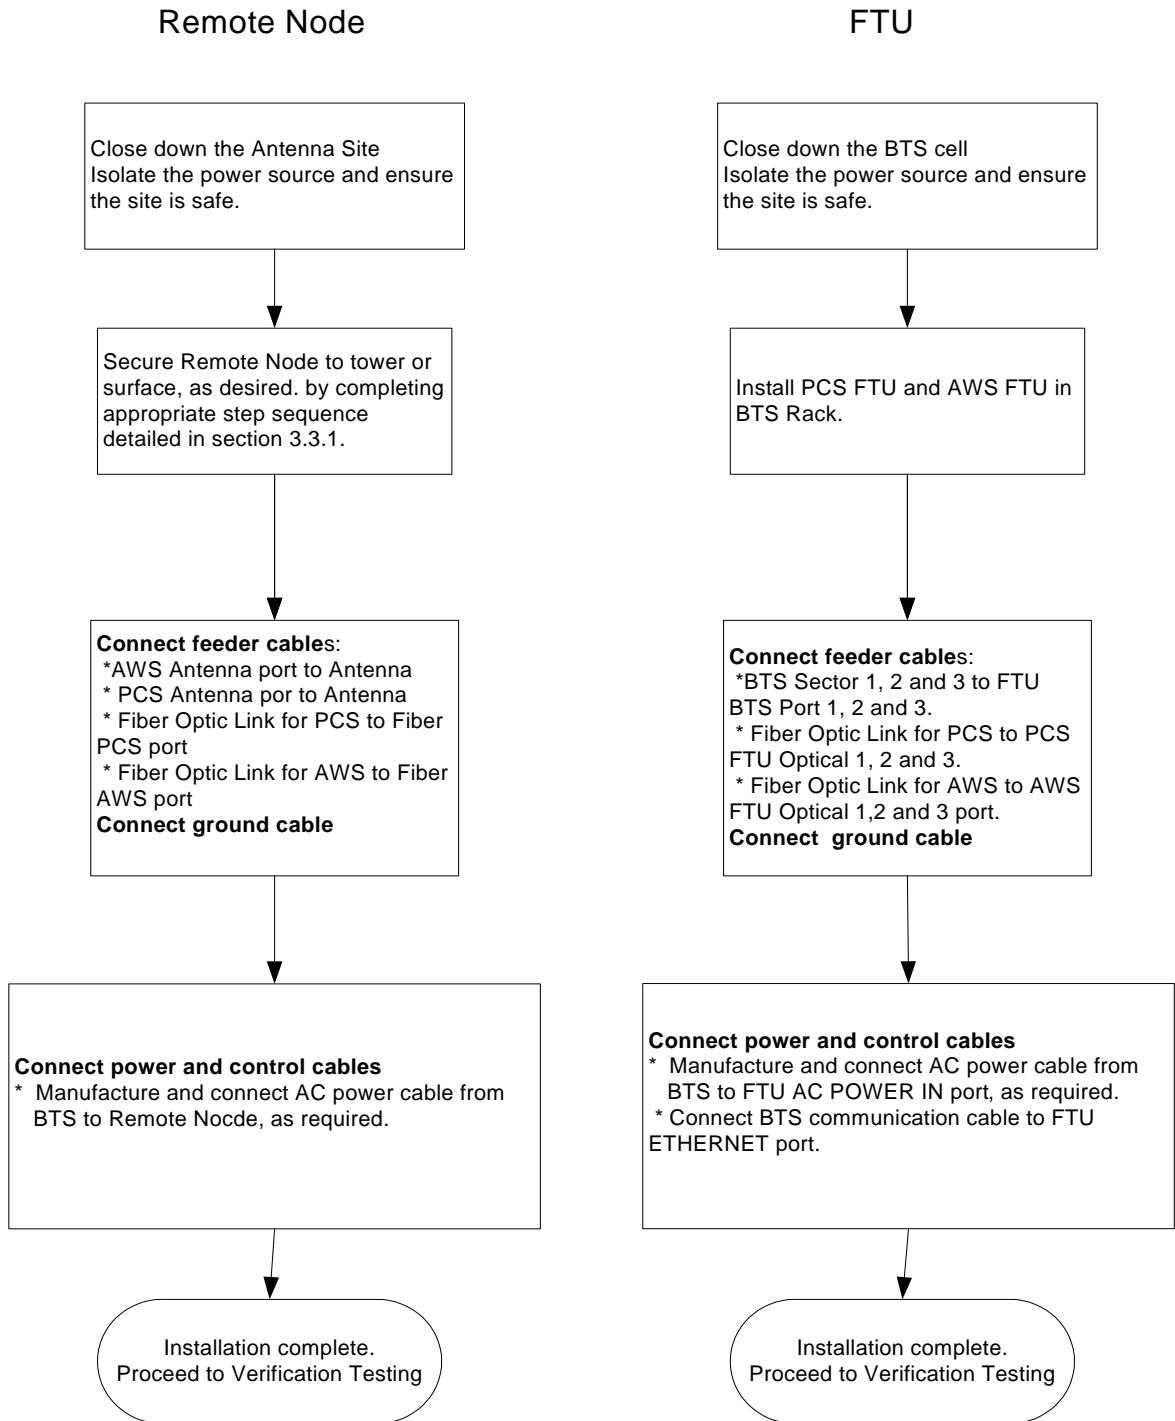 Remote Node
FTU
Close down the Antenna Site
Isolate the power source and ensure
the site is safe.
Secure Remote Node to tower or
surface, as desired. by completing
appropriate step sequence
detailed in section 3.3.1.
Connect feeder cables:
*AWS Antenna port to Antenna
* PCS Antenna por to Antenna
* Fiber Optic Link for PCS to Fiber
PCS port
* Fiber Optic Link for AWS to Fiber
AWS port
Connect ground cable
Connect power and control cables
* Manufacture and connect AC power cable from
BTS to Remote Nocde, as required.
Installation complete.
Proceed to Verification Testing
Close down the BTS cell
Isolate the power source and ensure
the site is safe.
Install PCS FTU and AWS FTU in
BTS Rack.
Connect feeder cables:
*BTS Sector 1, 2 and 3 to FTU
BTS Port 1, 2 and 3.
* Fiber Optic Link for PCS to PCS
FTU Optical 1, 2 and 3.
* Fiber Optic Link for AWS to AWS
FTU Optical 1,2 and 3 port.
Connect  ground cable
Connect power and control cables
* Manufacture and connect AC power cable from
BTS to FTU AC POWER IN port, as required.
* Connect BTS communication cable to FTU
ETHERNET port.
Installation complete.
Proceed to Verification Testing